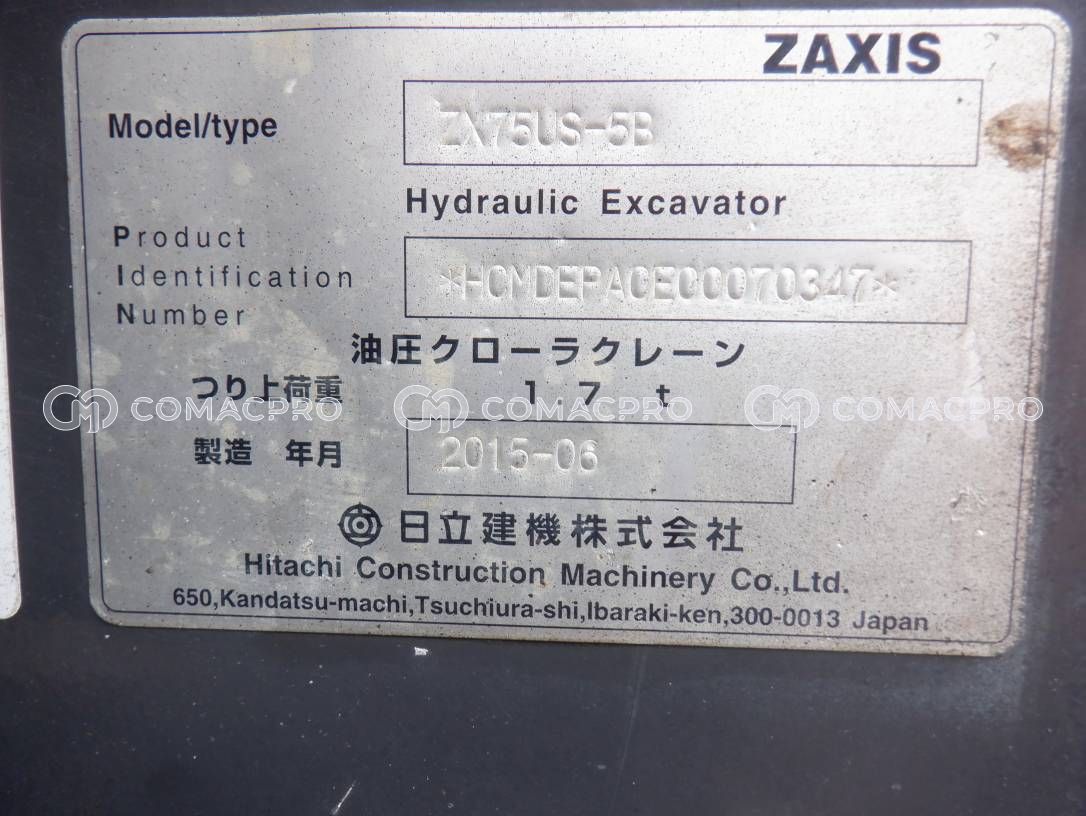 ZAXIS
Model/type ZX75US-5B
Hydraulic Excavator
Product
Identification *HCMDEPA0E00070347*
Number
油圧クローラクレーン
つり上荷重 1.7 t
COMACPRO COMACPRO COMACPRO
製造 年月 2015-06
日立建機株式会社
Hitachi Construction Machinery Co.,Ltd.
650,Kandatsu-machi,Tsuchiura-shi,Ibaraki-ken,300-0013 Japan